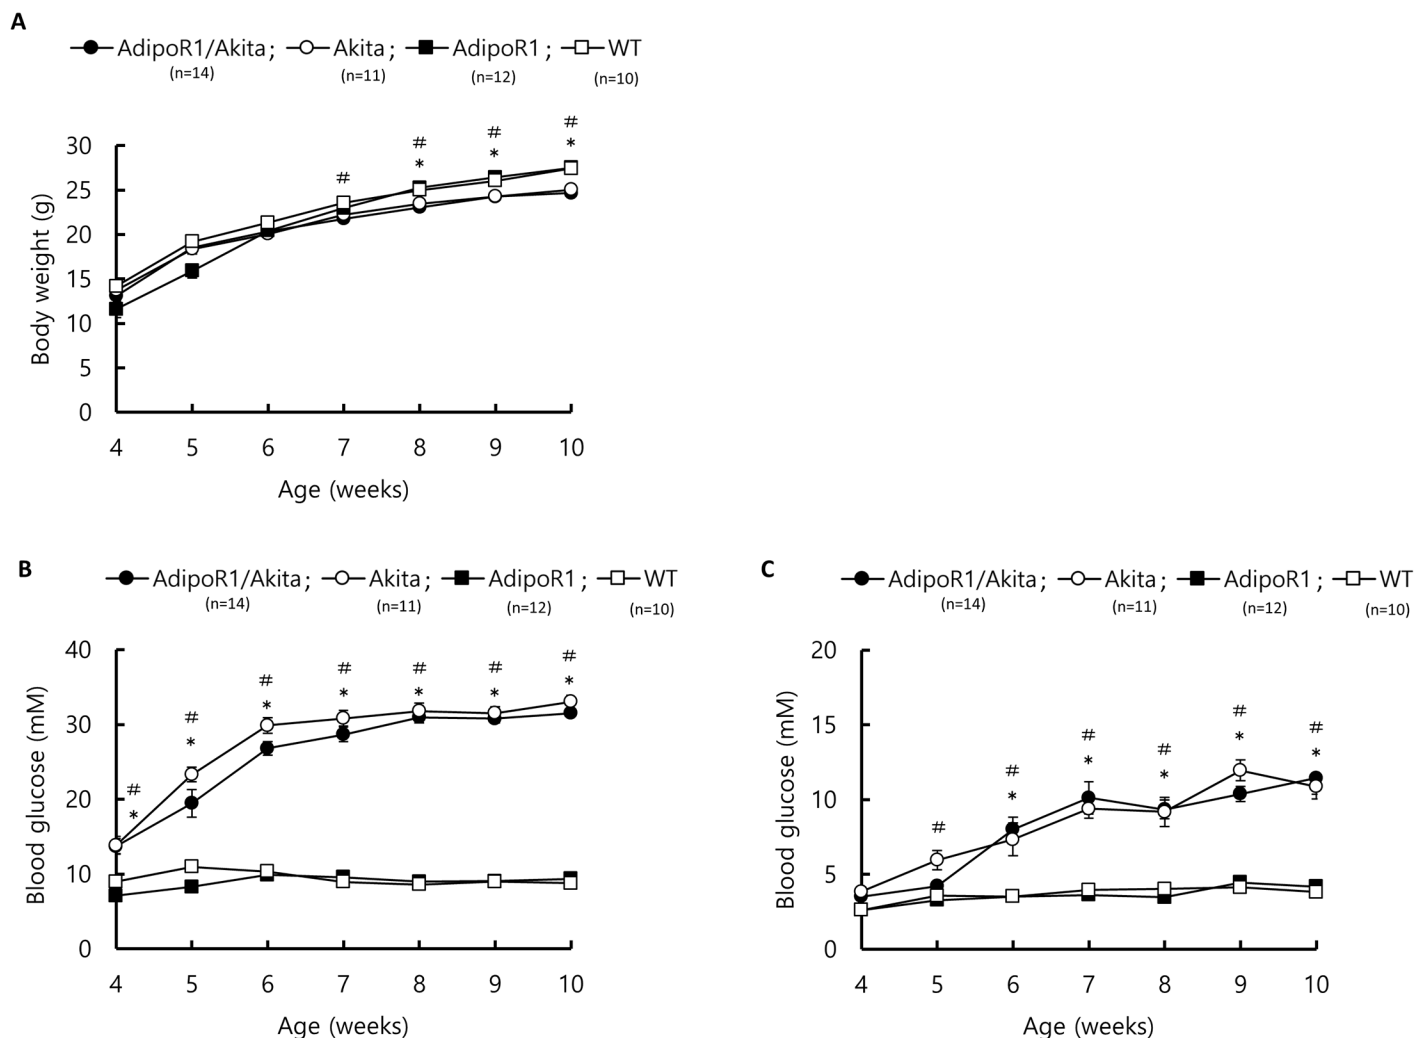 A
AdipoR1/Akita ; Akita ; AdipoR1 ; WT
(n=14) (n=11) (n=12) (n=10)
# # # #
* * *
30
25
20
15
10
5
0
Body weight (g)
4 5 6 7 8 9 10
Age (weeks)
B
AdipoR1/Akita ; Akita ; AdipoR1 ; WT
(n=14) (n=11) (n=12) (n=10)
# # # # # # #
* * * * * * *
40
30
20
10
0
Blood glucose (mM)
4 5 6 7 8 9 10
Age (weeks)
C
AdipoR1/Akita ; Akita ; AdipoR1 ; WT
(n=14) (n=11) (n=12) (n=10)
# # # # # #
* * * * *
20
15
10
5
0
Blood glucose (mM)
4 5 6 7 8 9 10
Age (weeks)